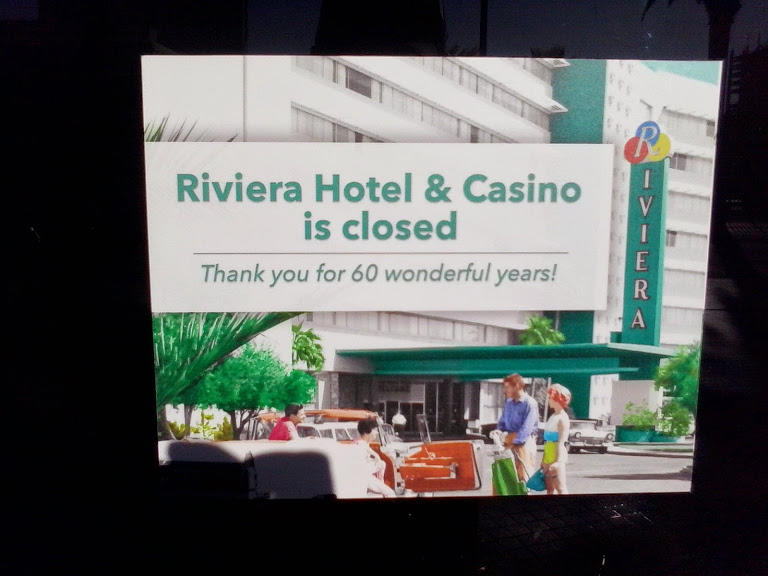 Riviera Hotel & Casino
is closed
Thank you for 60 wonderful years!
R
RIVIERA